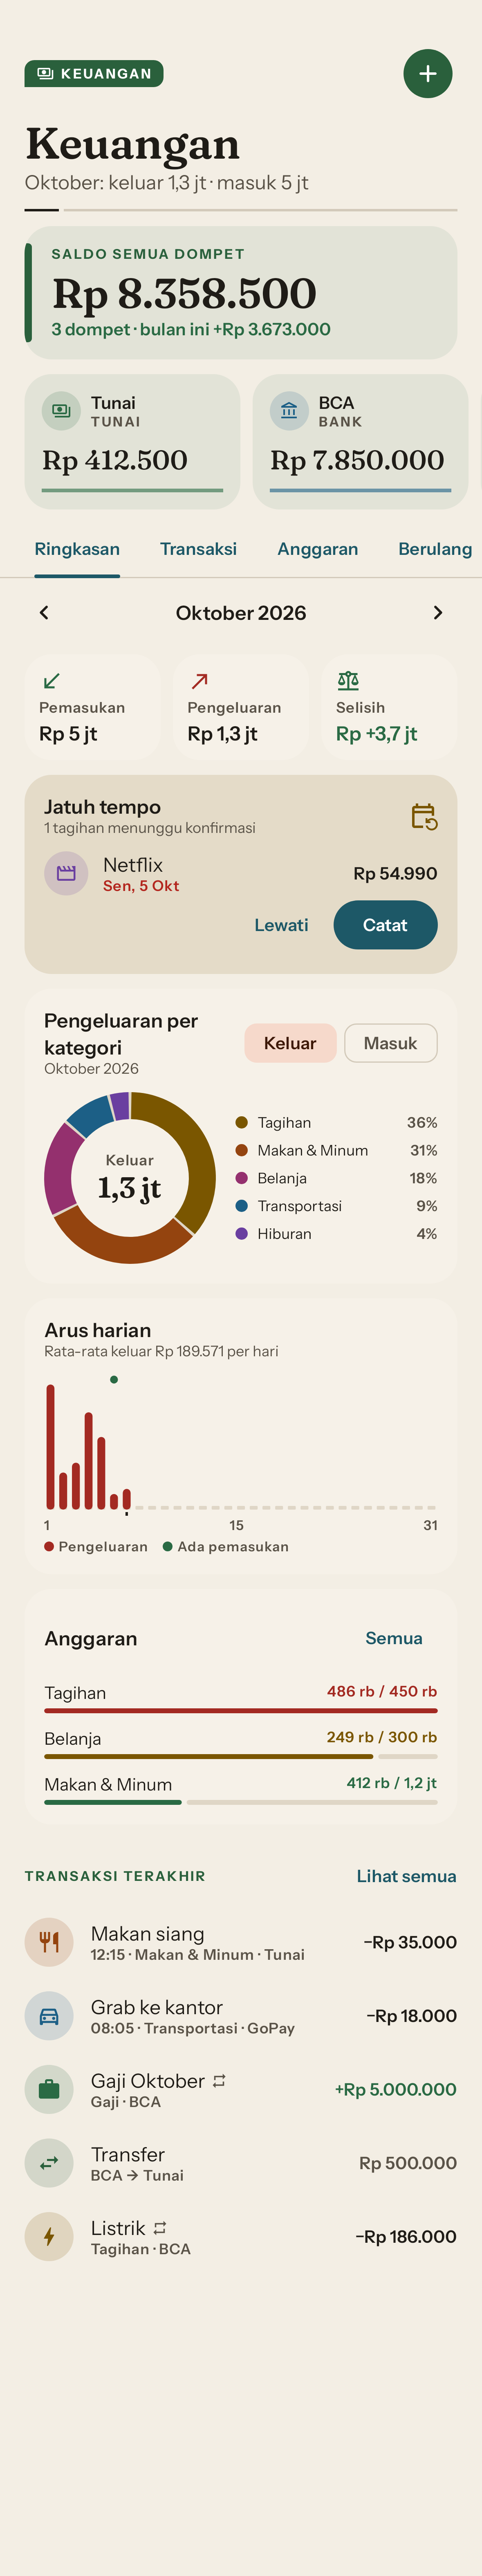 KEUANGAN
Keuangan
Oktober: keluar 1,3 jt · masuk 5 jt
SALDO SEMUA DOMPET
Rp 8.358.500
3 dompet · bulan ini +Rp 3.673.000
Tunai
TUNAI
Rp 412.500
BCA
BANK
Rp 7.850.000
Ringkasan Transaksi Anggaran Berulang
Oktober 2026
Pemasukan
Rp 5 jt
Pengeluaran
Rp 1,3 jt
Selisih
Rp +3,7 jt
Jatuh tempo
1 tagihan menunggu konfirmasi
Netflix
Sen, 5 Okt
Rp 54.990
Lewati Catat
Pengeluaran per
kategori
Oktober 2026
Keluar Masuk
Keluar
1,3 jt
Tagihan 36%
Makan & Minum 31%
Belanja 18%
Transportasi 9%
Hiburan 4%
Arus harian
Rata-rata keluar Rp 189.571 per hari
1 15 31
Pengeluaran Ada pemasukan
Anggaran Semua
Tagihan 486 rb / 450 rb
Belanja 249 rb / 300 rb
Makan & Minum 412 rb / 1,2 jt
TRANSAKSI TERAKHIR Lihat semua
Makan siang
12:15 · Makan & Minum · Tunai
−Rp 35.000
Grab ke kantor
08:05 · Transportasi · GoPay
−Rp 18.000
Gaji Oktober
Gaji · BCA
+Rp 5.000.000
Transfer
BCA → Tunai
Rp 500.000
Listrik
Tagihan · BCA
−Rp 186.000